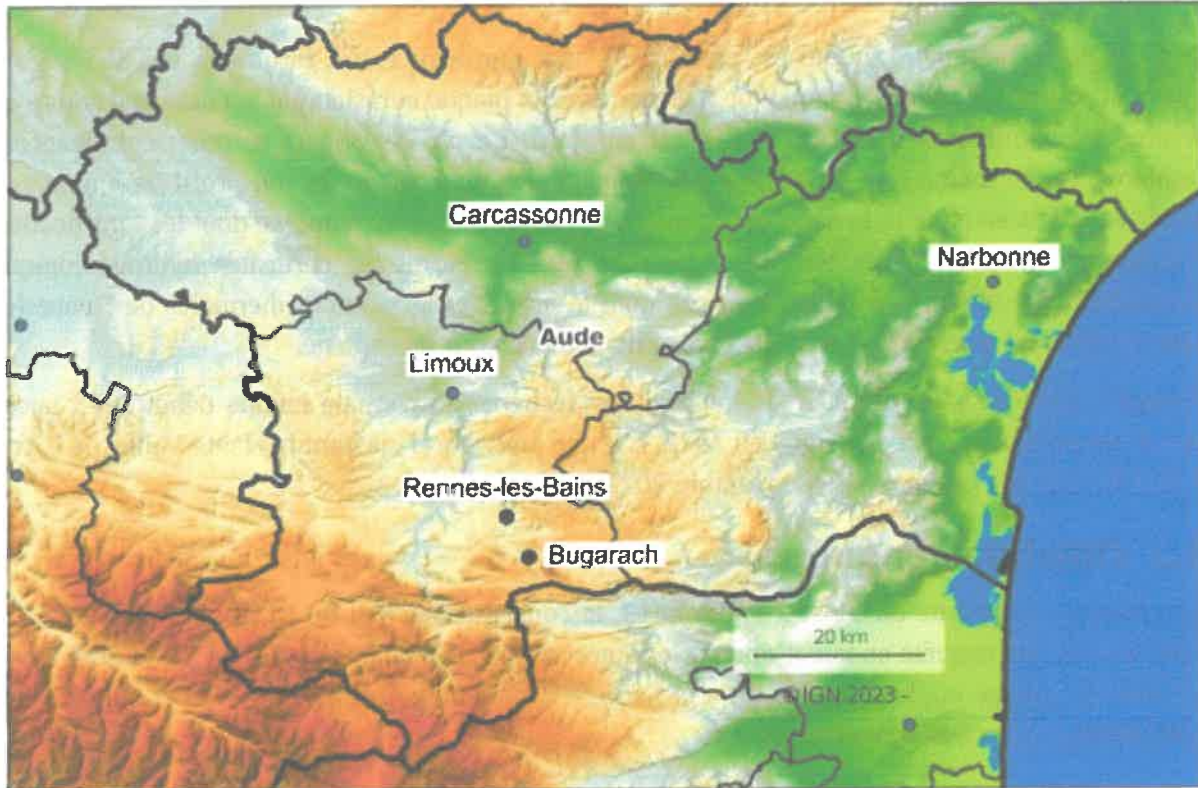 Carcassonne
Narbonne
Aude
Limoux
Rennes-les-Bains
Bugarach
20 km
©IGN 2023 -